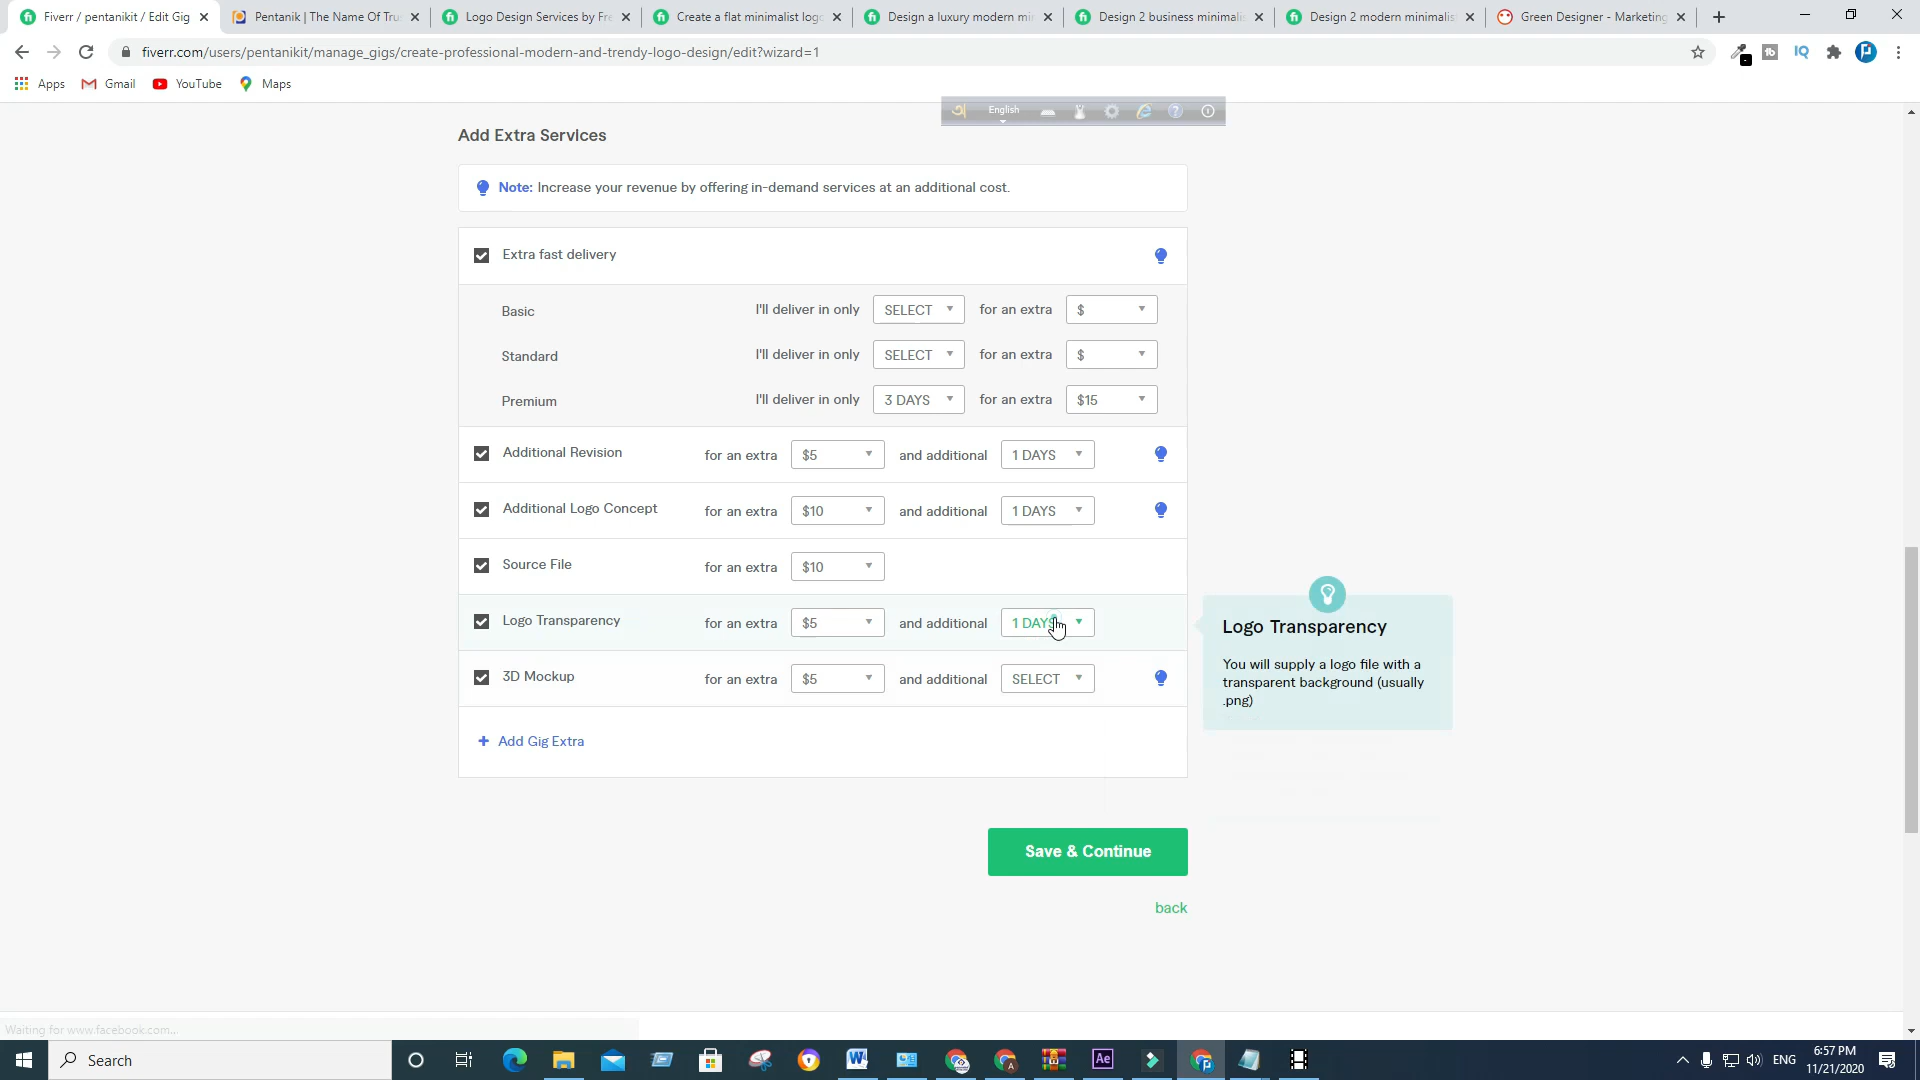 Fiverr / pentanikit / Edit Gig
Pentanik | The Name Of Tru
Logo Design Services by Fre
Create a flat minimalist logo
Design a luxury modern mi
Design 2 business minimali
Design 2 modern minimalis
Green Designer - Marketing
fiverr.com/users/pentanikit/manage_gigs/create-professional-modern-and-trendy-logo-design/edit?wizard=1
Apps
Gmail
YouTube
Maps
English
Add Extra Services
Note: Increase your revenue by offering in-demand services at an additional cost.
Extra fast delivery
Basic I'll deliver in only SELECT for an extra $
Standard I'll deliver in only SELECT for an extra $
Premium I'll deliver in only 3 DAYS for an extra $15
Additional Revision for an extra $5 and additional 1 DAYS
Additional Logo Concept for an extra $10 and additional 1 DAYS
Source File for an extra $10
Logo Transparency for an extra $5 and additional 1 DAYS
3D Mockup for an extra $5 and additional SELECT
+ Add Gig Extra
Logo Transparency
You will supply a logo file with a
transparent background (usually
.png)
Save & Continue
back
Waiting for www.facebook.com...
Search
ENG
6:57 PM
11/21/2020